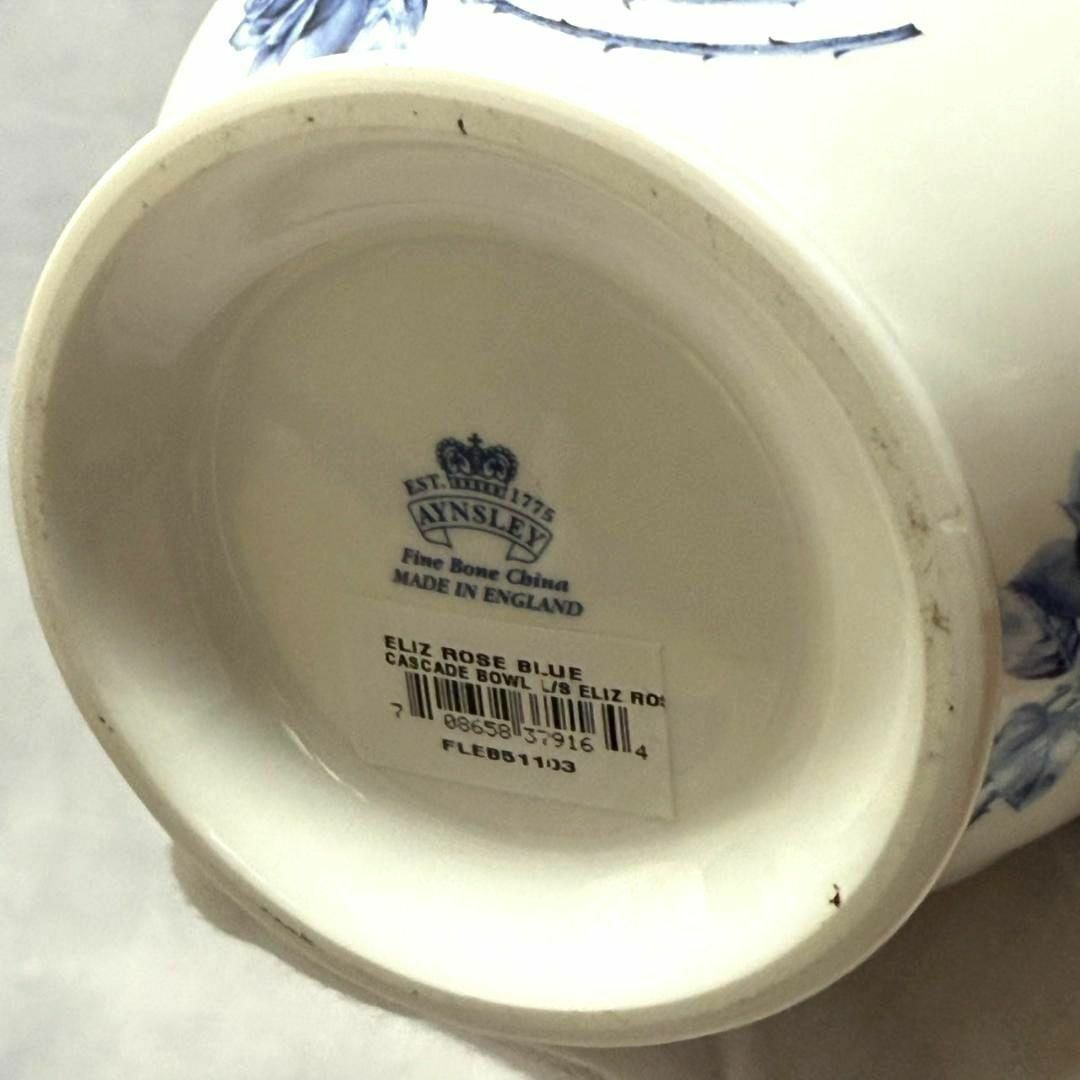 EST. 1775
AYNSLEY
Fine Bone China
MADE IN ENGLAND
ELIZ ROSE BLUE
CASCADE BOWL L/S ELIZ ROS
7 08658 37916 4
FLEB51103